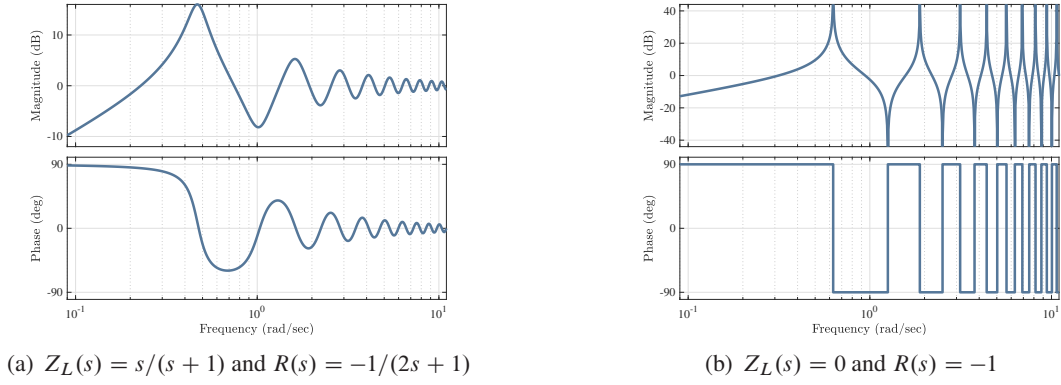 Magnitude (dB)
10
0
-10
Phase (deg)
90
0
-90
10^-1
10^0
10^1
Frequency (rad/sec)
(a) Z_L(s) = s/(s + 1) and R(s) = −1/(2s + 1)
Magnitude (dB)
40
20
0
-20
-40
Phase (deg)
90
0
-90
10^-1
10^0
10^1
Frequency (rad/sec)
(b) Z_L(s) = 0 and R(s) = −1